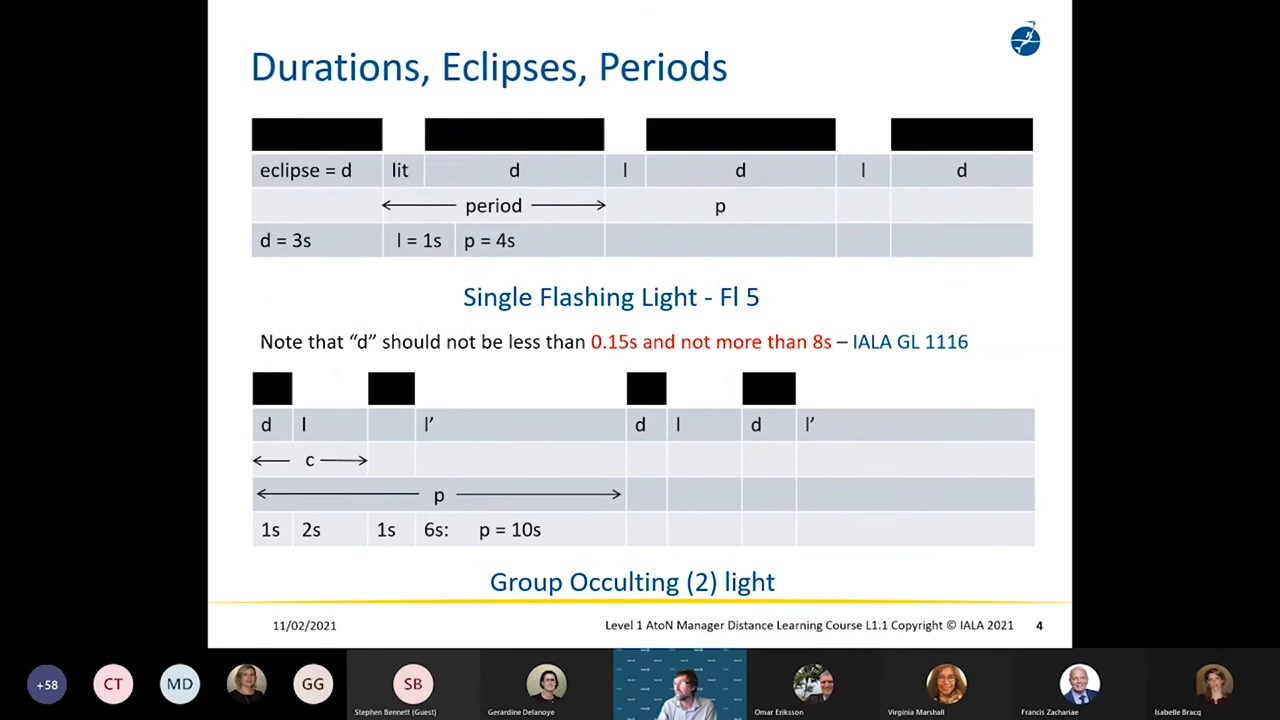 Durations, Eclipses, Periods
eclipse = d lit d l d l d
period p
d = 3s l = 1s p = 4s
Single Flashing Light - Fl 5
Note that “d” should not be less than 0.15s and not more than 8s – IALA GL 1116
d l l’ d l d l’
c
p
1s 2s 1s 6s: p = 10s
Group Occulting (2) light
11/02/2021 Level 1 AtoN Manager Distance Learning Course L1.1 Copyright © IALA 2021 4
+58 CT MD GG SB
Stephen Bennett (Guest) Gerardine Delanoye Omar Eriksson Virginia Marshall Francis Zachariae Isabelle Bracq